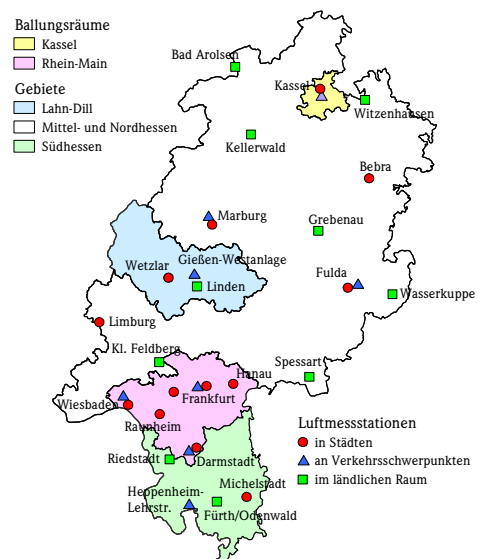 Ballungsräume
Kassel
Rhein-Main
Gebiete
Lahn-Dill
Mittel- und Nordhessen
Südhessen
Bad Arolsen
Kassel
Witzenhausen
Kellerwald
Bebra
Marburg
Grebenau
Gießen-Westanlage
Wetzlar
Fulda
Linden
Wasserkuppe
Limburg
Kl. Feldberg
Spessart
Hanau
Wiesbaden
Frankfurt
Raunheim
Luftmessstationen
in Städten
Riedstadt
Darmstadt
an Verkehrsschwerpunkten
im ländlichen Raum
Michelstadt
Heppenheim-
Lehrstr.
Fürth/Odenwald